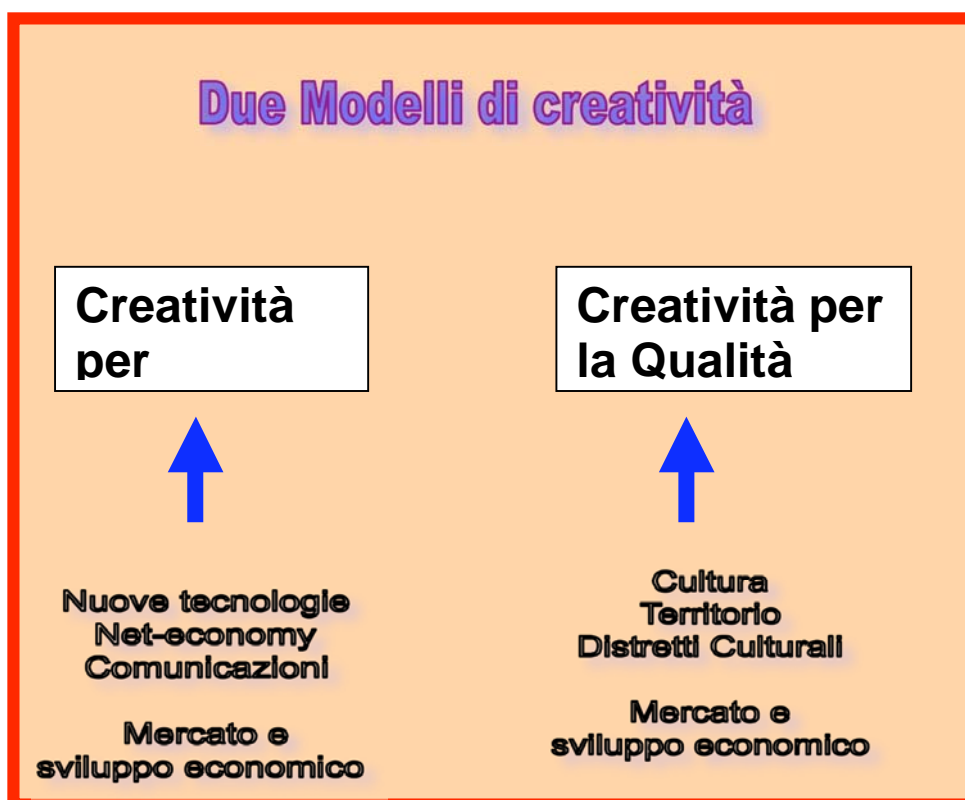 Due Modelli di creatività
Creatività
per
Creatività per
la Qualità
Nuove tecnologie
Net-economy
Comunicazioni
Mercato e
sviluppo economico
Cultura
Territorio
Distretti Culturali
Mercato e
sviluppo economico